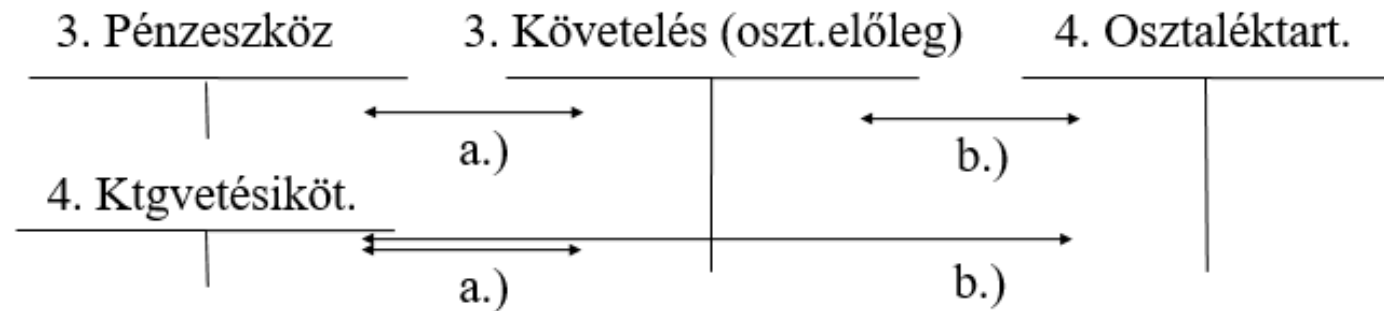 3. Pénzeszköz 3. Követelés (oszt.előleg) 4. Osztaléktart.
a.) b.)
4. Ktgvetésiköt.
a.) b.)